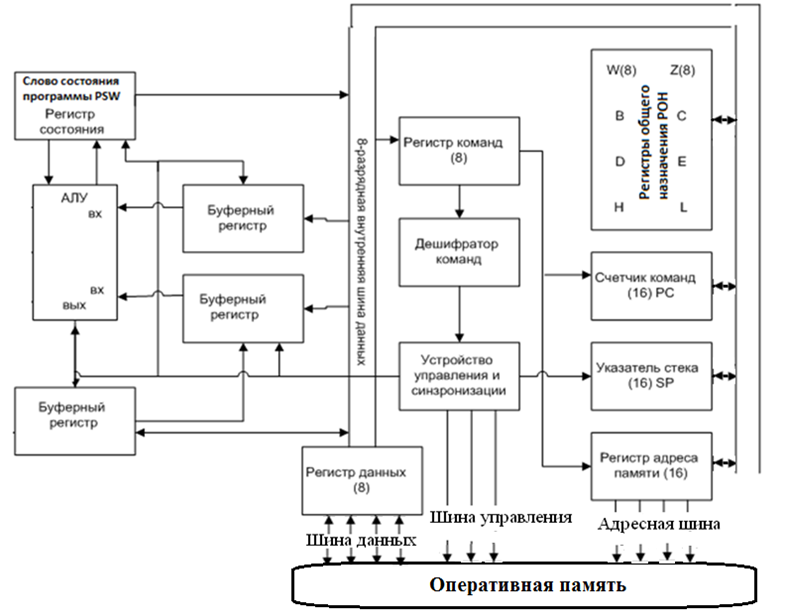 Слово состояния
программы PSW
Регистр
состояния
АЛУ
вх
вх
вых
Буферный
регистр
Буферный
регистр
Буферный
регистр
8-разрядная внутренняя шина данных
Регистр данных
(8)
Регистр команд
(8)
Дешифратор
команд
Устройство
управления и
синхронизации
W(8) Z(8)
B C
D E
H L
Регистры общего
назначения РОН
Счетчик команд
(16) PC
Указатель стека
(16) SP
Регистр адреса
памяти (16)
Шина данных
Шина управления
Адресная шина
Оперативная память